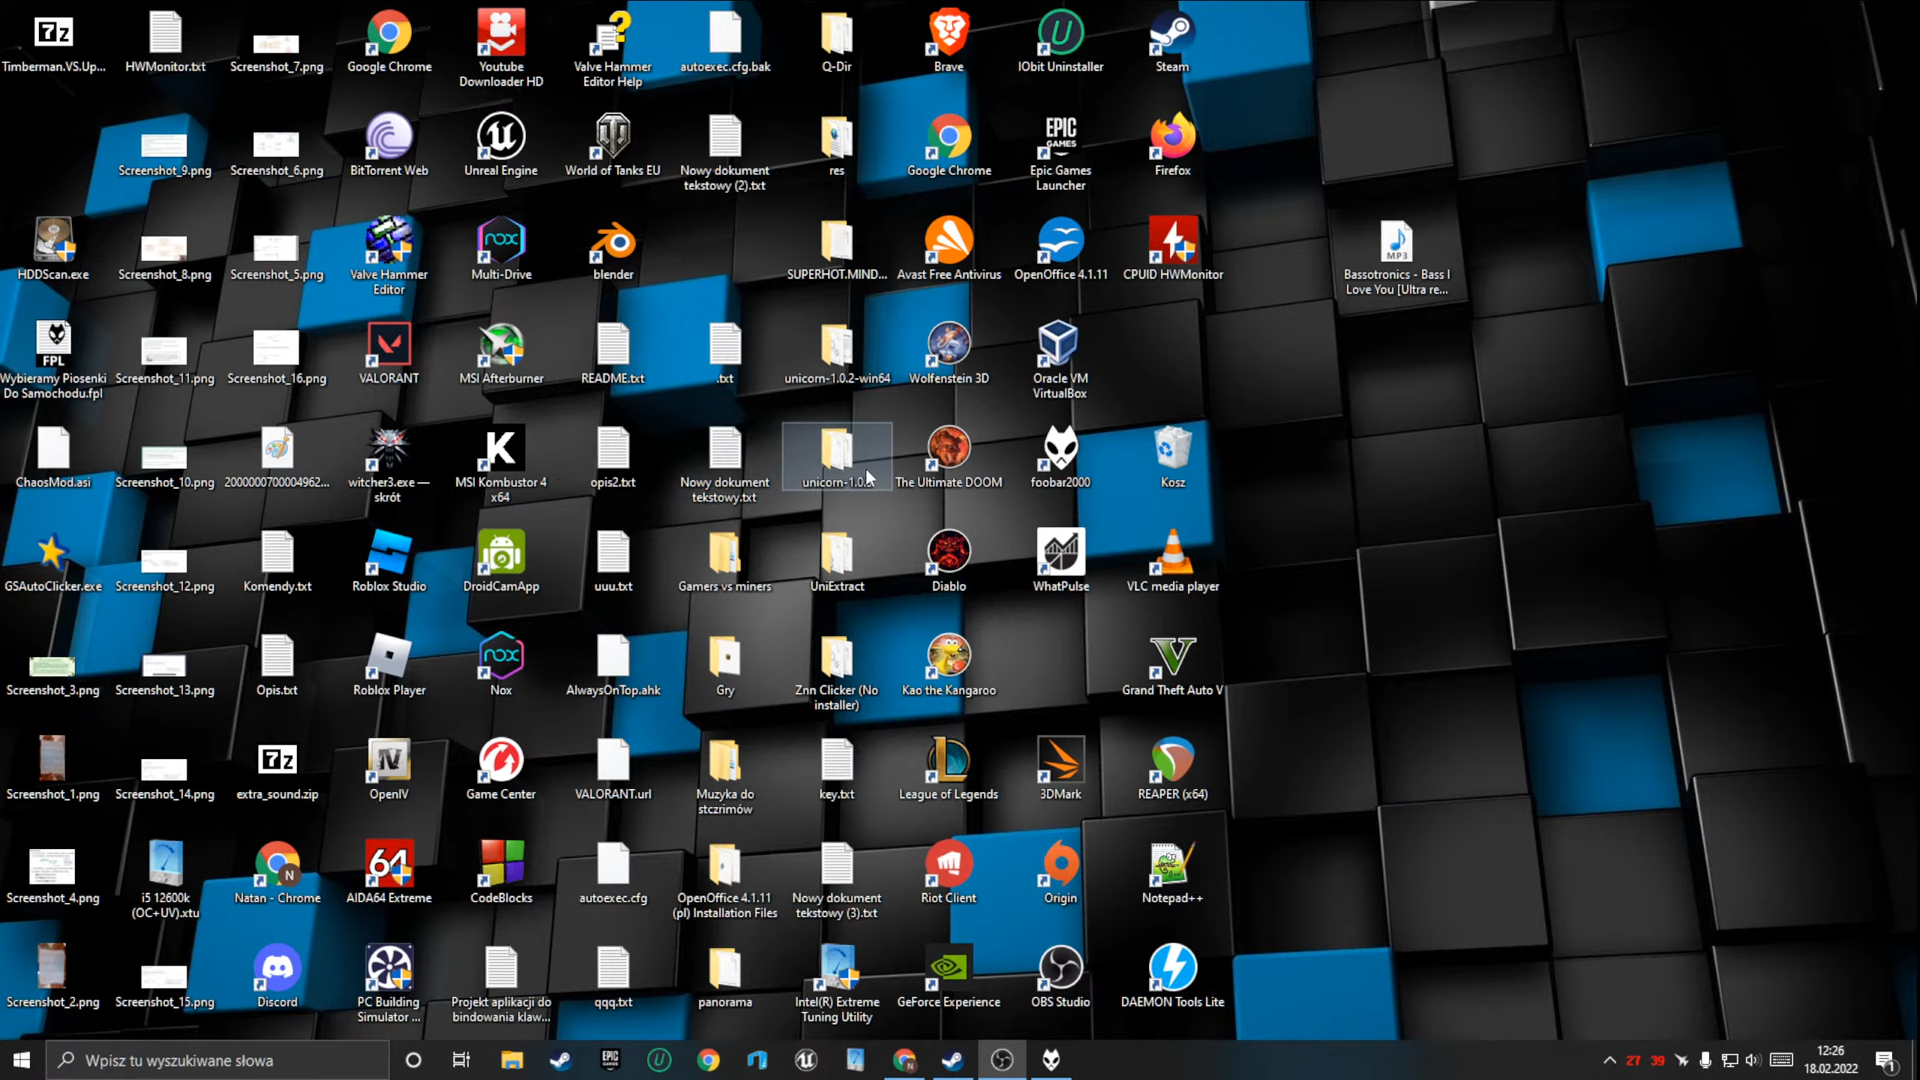 Timberman.VS.Up...
HWMonitor.txt
Screenshot_7.png
Google Chrome
Youtube
Downloader HD
Valve Hammer
Editor Help
autoexec.cfg.bak
Q-Dir
Brave
IObit Uninstaller
Steam
Screenshot_9.png
Screenshot_6.png
BitTorrent Web
Unreal Engine
World of Tanks EU
Nowy dokument
tekstowy (2).txt
res
Google Chrome
EPIC
GAMES
Epic Games
Launcher
Firefox
HDDScan.exe
Screenshot_8.png
Screenshot_5.png
Valve Hammer
Editor
nox
Multi-Drive
blender
SUPERHOT.MIND...
Avast Free Antivirus
OpenOffice 4.1.11
CPUID HWMonitor
MP3
Bassotronics - Bass I
Love You [Ultra re...
FPL
Wybieramy Piosenki
Do Samochodu.fpl
Screenshot_11.png
Screenshot_16.png
VALORANT
MSI Afterburner
README.txt
.txt
unicorn-1.0.2-win64
Wolfenstein 3D
Oracle VM
VirtualBox
ChaosMod.asi
Screenshot_10.png
2000000700004962...
witcher3.exe —
skrót
K
MSI Kombustor 4
x64
opis2.txt
Nowy dokument
tekstowy.txt
unicorn-1.0.
The Ultimate DOOM
foobar2000
Kosz
GSAutoClicker.exe
Screenshot_12.png
Komendy.txt
Roblox Studio
DroidCamApp
uuu.txt
Gamers vs miners
UniExtract
Diablo
WhatPulse
VLC media player
Screenshot_3.png
Screenshot_13.png
Opis.txt
Roblox Player
nox
Nox
AlwaysOnTop.ahk
Gry
Znn Clicker (No
installer)
Kao the Kangaroo
Grand Theft Auto V
Screenshot_1.png
Screenshot_14.png
7z
extra_sound.zip
OpenIV
Game Center
VALORANT.url
Muzyka do
stczrimów
key.txt
League of Legends
3DMark
REAPER (x64)
Screenshot_4.png
i5 12600k
(OC+UV).xtu
N
Natan - Chrome
64
AIDA64 Extreme
CodeBlocks
autoexec.cfg
OpenOffice 4.1.11
(pl) Installation Files
Nowy dokument
tekstowy (3).txt
Riot Client
Origin
Notepad++
Screenshot_2.png
Screenshot_15.png
Discord
PC Building
Simulator ...
Projekt aplikacji do
bindowania klaw...
qqq.txt
panorama
Intel(R) Extreme
Tuning Utility
GeForce Experience
OBS Studio
DAEMON Tools Lite
Wpisz tu wyszukiwane słowa
27 39
12:26
18.02.2022
1